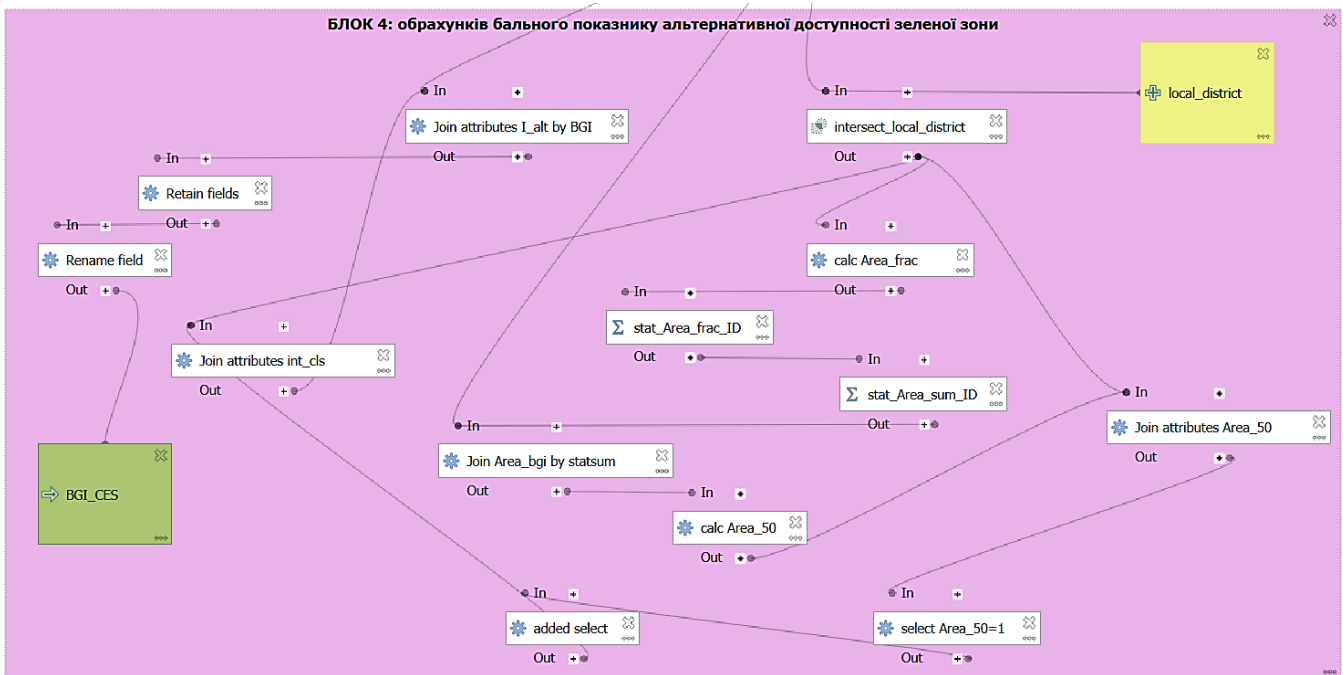 БЛОК 4: обрахунків бального показнику альтернативної доступності зеленої зони
In
Join attributes I_alt by BGI
Out
In
intersect_local_district
Out
local_district
In
Retain fields
Out
In
Rename field
Out
In
calc Area_frac
Out
In
stat_Area_frac_ID
Out
In
Join attributes int_cls
Out
In
stat_Area_sum_ID
Out
In
Join attributes Area_50
Out
In
Join Area_bgi by statsum
Out
BGI_CES
In
calc Area_50
Out
In
added select
Out
In
select Area_50=1
Out